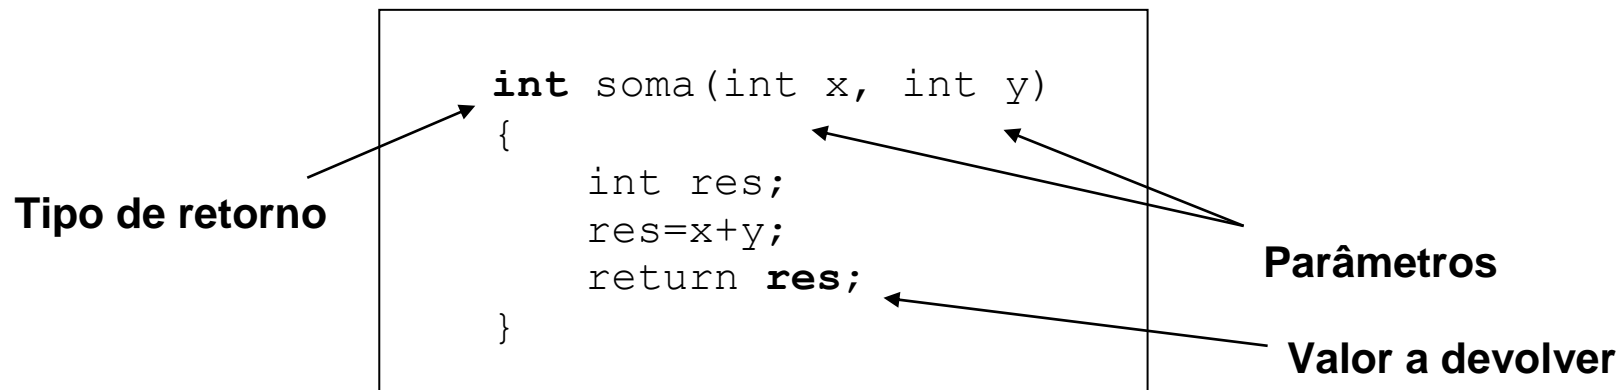 int soma(int x, int y)
{
int res;
Tipo de retorno
res=x+y;
Parâmetros
return res;
}
Valor a devolver